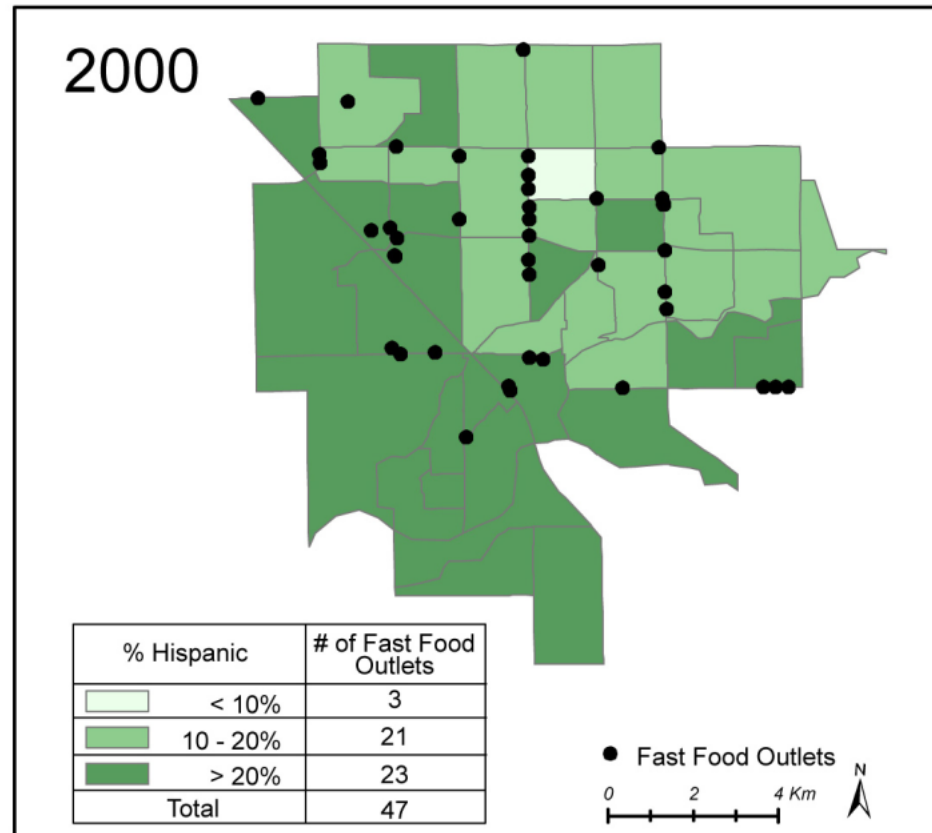 2000
% Hispanic
# of Fast Food
Outlets
< 10%
3
10 - 20%
21
> 20%
23
Total
47
Fast Food Outlets
N
0 2 4 Km